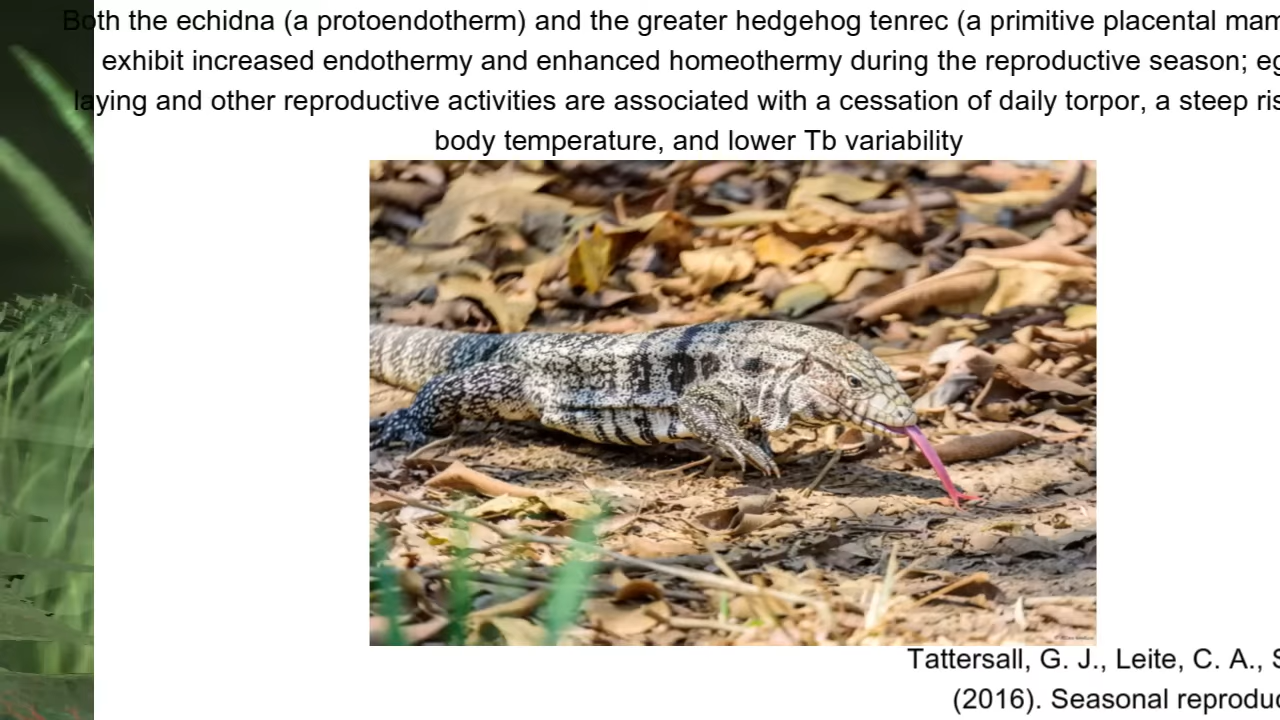 Both the echidna (a protoendotherm) and the greater hedgehog tenrec (a primitive placental mam
exhibit increased endothermy and enhanced homeothermy during the reproductive season; eg
laying and other reproductive activities are associated with a cessation of daily torpor, a steep ris
body temperature, and lower Tb variability
Tattersall, G. J., Leite, C. A., S
(2016). Seasonal reproduc